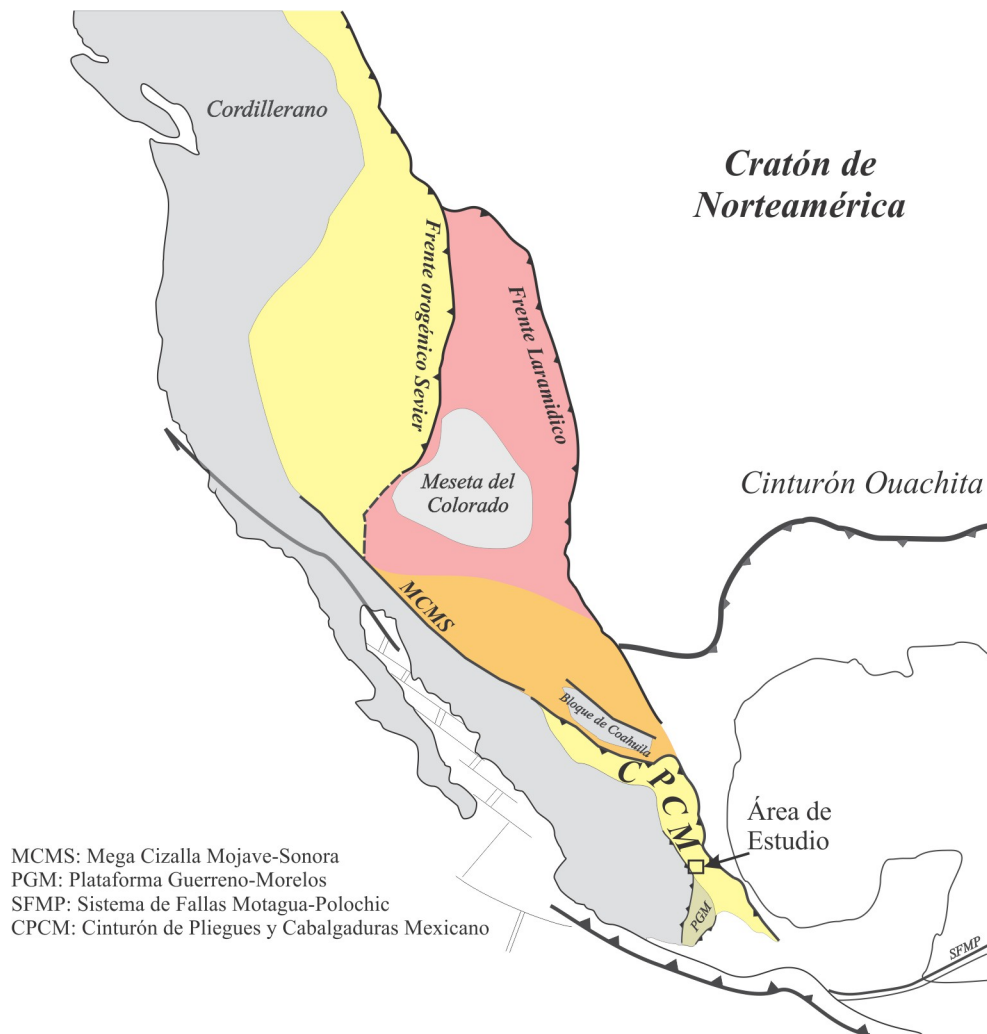 Cordillerano
Cratón de
Norteamérica
Frente orogénico Sevier
Frente Laramidico
Meseta del
Colorado
Cinturón Ouachita
MCMS
Bloque de Coahuila
CPCM
Área de
Estudio
PGM
SFMP
MCMS: Mega Cizalla Mojave-Sonora
PGM: Plataforma Guerreno-Morelos
SFMP: Sistema de Fallas Motagua-Polochic
CPCM: Cinturón de Pliegues y Cabalgaduras Mexicano